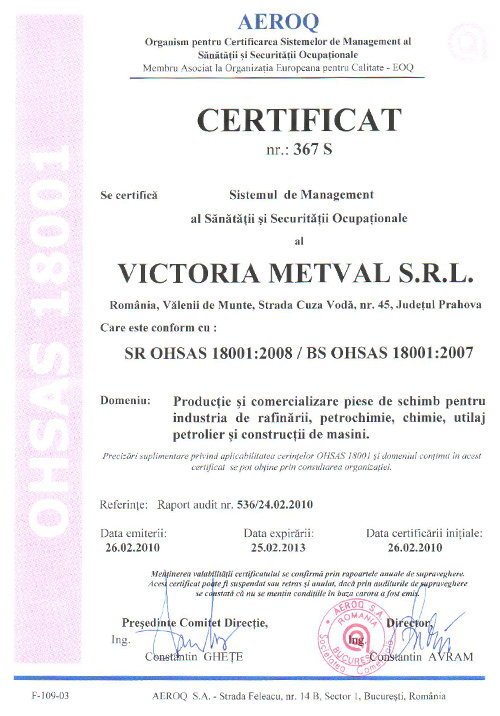 AEROQ
Organism pentru Certificarea Sistemelor de Management al
Sănătății și Securității Ocupaționale
Membru Asociat la Organizația Europeana pentru Calitate - EOQ
CERTIFICAT
nr.: 367 S
Se certifică Sistemul de Management
al Sănătății și Securității Ocupaționale
al
VICTORIA METVAL S.R.L.
România, Vălenii de Munte, Strada Cuza Vodă, nr. 45, Județul Prahova
Care este conform cu :
SR OHSAS 18001:2008 / BS OHSAS 18001:2007
Domeniu: Producție și comercializare piese de schimb pentru
industria de rafinării, petrochimie, chimie, utilaj
petrolier și construcții de masini.
Precizări suplimentare privind aplicabilitatea cerințelor OHSAS 18001 și domeniul conținut în acest
certificat se pot obține prin consultarea organizației.
Referințe: Raport audit nr. 536/24.02.2010
Data emiterii: Data expirării: Data certificării inițiale:
26.02.2010 25.02.2013 26.02.2010
Menținerea valabilității certificatului se confirmă prin rapoartele anuale de supraveghere.
Acest certificat poate fi suspendat sau retras și anulat, dacă prin auditurile de supraveghere
se constată că nu se mențin condițiile în baza carora a fost emis.
Președinte Comitet Direcție, Director,
Ing. Ing.
Constantin GHEȚE Constantin AVRAM
AEROQ S.A.
ROMANIA
BUCUREȘTI
Societatea
F-109-03 AEROQ S.A. - Strada Feleacu, nr. 14 B, Sector 1, București, România
OHSAS 18001